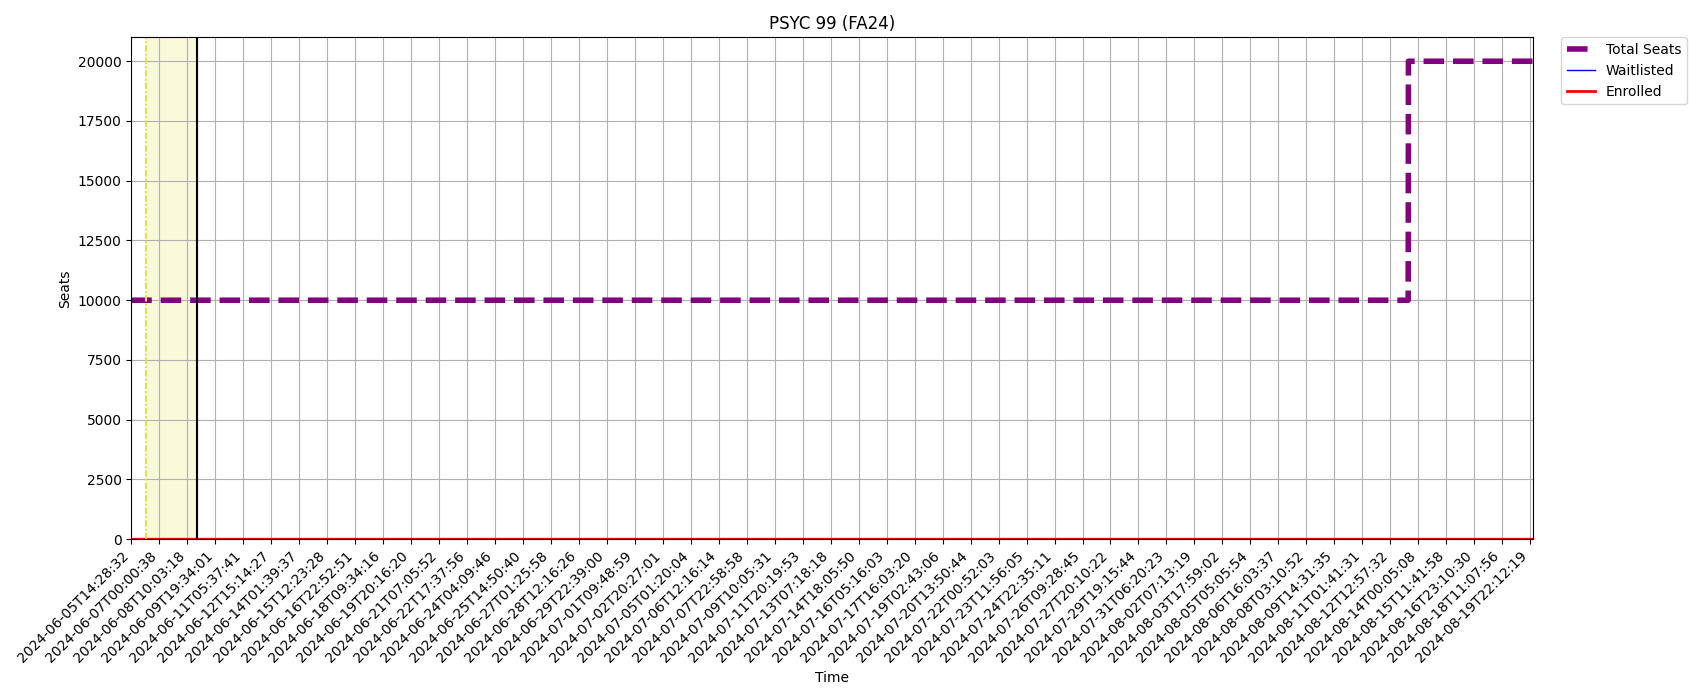 PSYC 99 (FA24)
Total Seats
Waitlisted
Enrolled
20000
17500
15000
12500
10000
7500
5000
2500
0
Seats
2024-06-05T14:28:32
2024-06-07T00:00:38
2024-06-08T10:03:18
2024-06-09T19:34:01
2024-06-11T05:37:41
2024-06-12T15:14:27
2024-06-14T01:39:37
2024-06-15T12:23:28
2024-06-16T22:52:51
2024-06-18T09:34:16
2024-06-19T20:16:20
2024-06-21T07:05:52
2024-06-22T17:37:56
2024-06-24T04:09:46
2024-06-25T14:50:40
2024-06-27T01:25:58
2024-06-28T12:16:26
2024-06-29T22:39:00
2024-07-01T09:48:59
2024-07-02T20:27:01
2024-07-05T01:20:04
2024-07-06T12:16:14
2024-07-07T22:58:58
2024-07-09T10:05:31
2024-07-11T20:19:53
2024-07-13T07:18:18
2024-07-14T18:05:50
2024-07-16T05:16:03
2024-07-17T16:03:20
2024-07-19T02:43:06
2024-07-20T13:50:44
2024-07-22T00:52:03
2024-07-23T11:56:05
2024-07-24T22:35:11
2024-07-26T09:28:45
2024-07-27T20:10:22
2024-07-29T19:15:44
2024-07-31T06:20:23
2024-08-02T07:13:19
2024-08-03T17:59:02
2024-08-05T05:05:54
2024-08-06T16:03:37
2024-08-08T03:10:52
2024-08-09T14:31:35
2024-08-11T01:41:31
2024-08-12T12:57:32
2024-08-14T00:05:08
2024-08-15T11:41:58
2024-08-16T23:10:30
2024-08-18T11:07:56
2024-08-19T22:12:19
Time